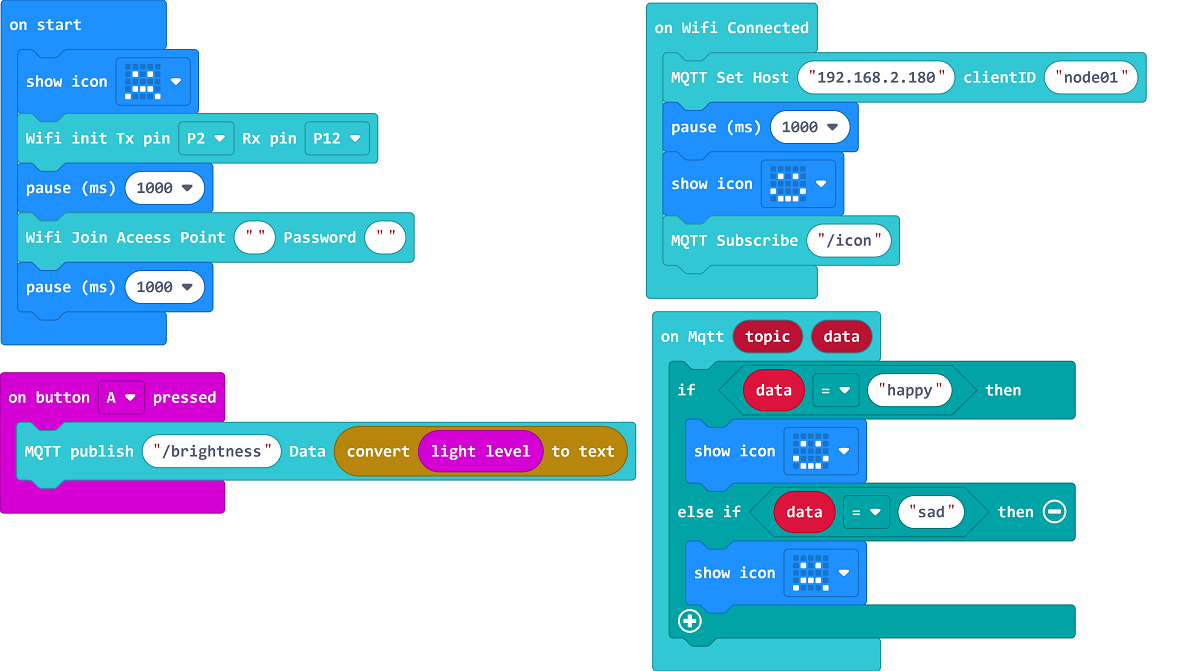 on start
show icon
Wifi init Tx pin P2 Rx pin P12
pause (ms) 1000
Wifi Join Aceess Point " " Password " "
pause (ms) 1000
on button A pressed
MQTT publish "/brightness" Data convert light level to text
on Wifi Connected
MQTT Set Host "192.168.2.180" clientID "node01"
pause (ms) 1000
show icon
MQTT Subscribe "/icon"
on Mqtt topic data
if data = "happy" then
show icon
else if data = "sad" then
show icon